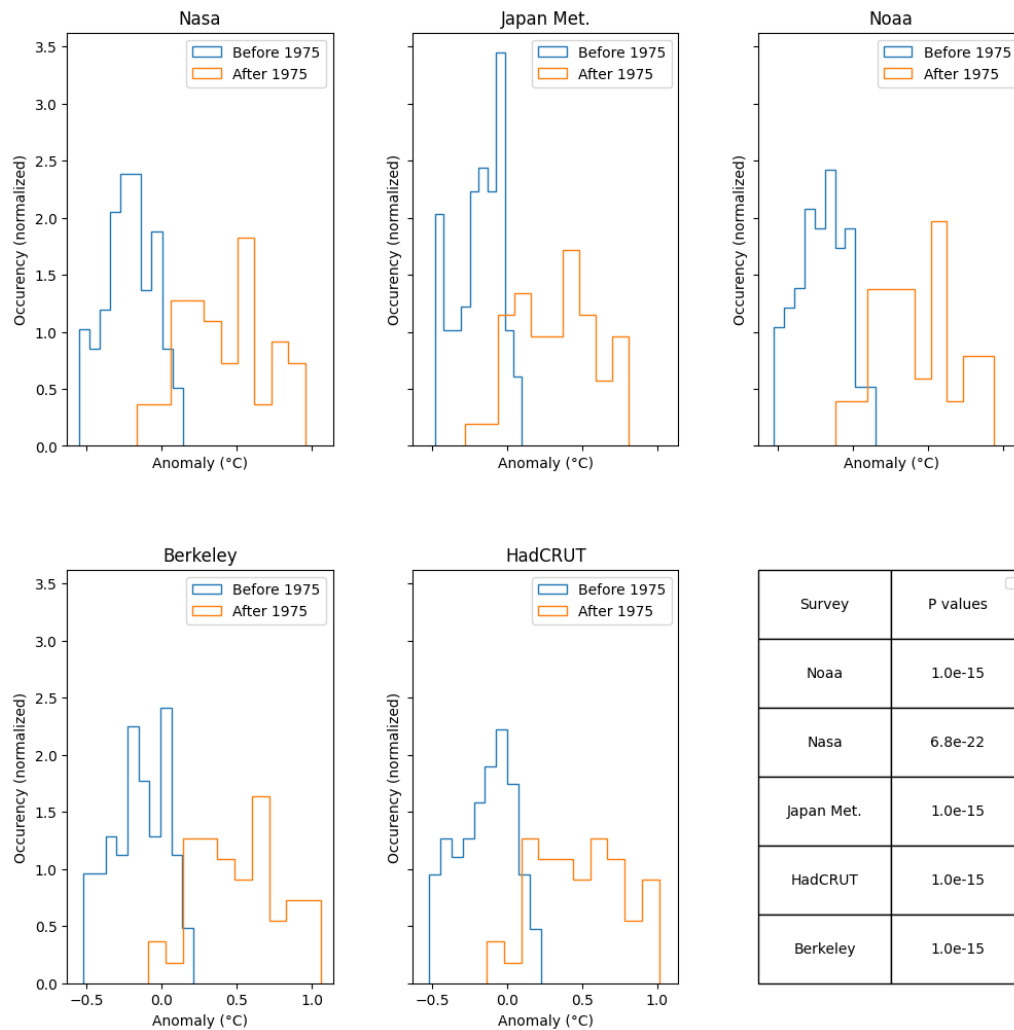 Nasa
Japan Met.
Noaa
3.5
3.0
2.5
2.0
1.5
1.0
0.5
0.0
Occurency (normalized)
Before 1975
After 1975
Anomaly (°C)
Occurency (normalized)
Before 1975
After 1975
Anomaly (°C)
Occurency (normalized)
Before 1975
After 1975
Anomaly (°C)
Berkeley
HadCRUT
3.5
3.0
2.5
2.0
1.5
1.0
0.5
0.0
Occurency (normalized)
Before 1975
After 1975
−0.5 0.0 0.5 1.0
Anomaly (°C)
Occurency (normalized)
Before 1975
After 1975
−0.5 0.0 0.5 1.0
Anomaly (°C)
Survey P values
Noaa 1.0e-15
Nasa 6.8e-22
Japan Met. 1.0e-15
HadCRUT 1.0e-15
Berkeley 1.0e-15